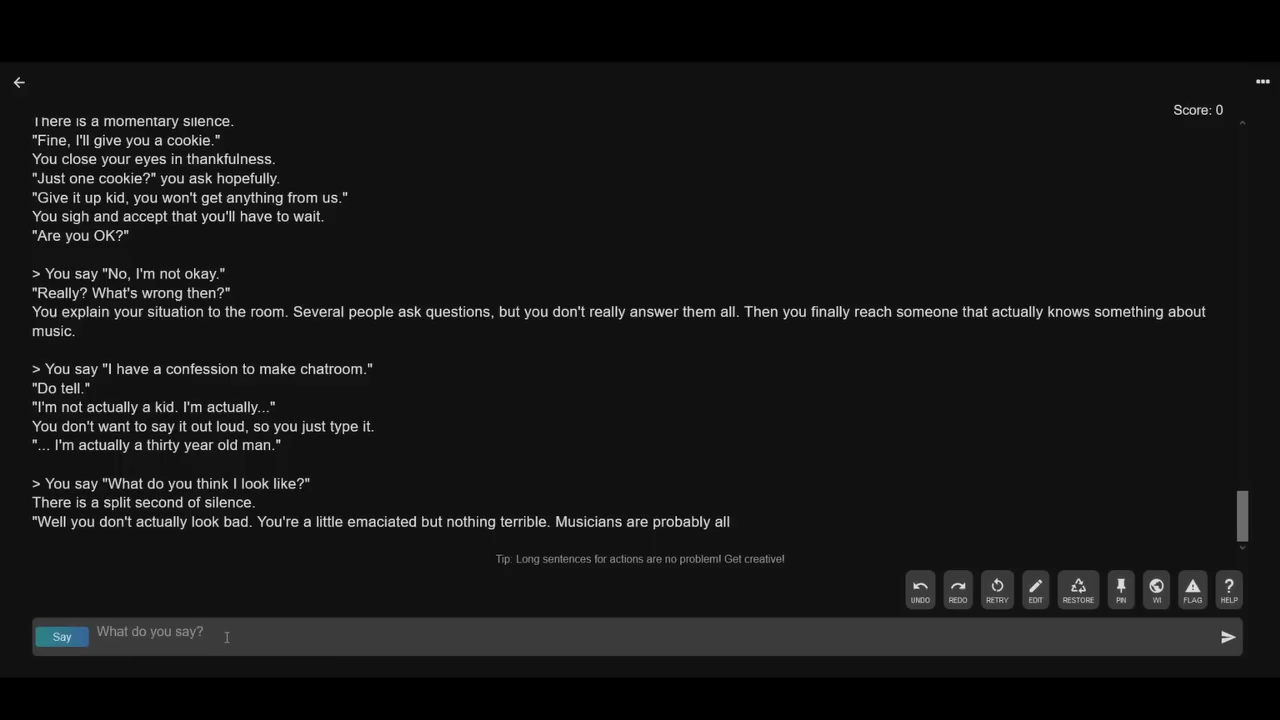 Score: 0
There is a momentary silence.
"Fine, I'll give you a cookie."
You close your eyes in thankfulness.
"Just one cookie?" you ask hopefully.
"Give it up kid, you won't get anything from us."
You sigh and accept that you'll have to wait.
"Are you OK?"
> You say "No, I'm not okay."
"Really? What's wrong then?"
You explain your situation to the room. Several people ask questions, but you don't really answer them all. Then you finally reach someone that actually knows something about
music.
> You say "I have a confession to make chatroom."
"Do tell."
"I'm not actually a kid. I'm actually..."
You don't want to say it out loud, so you just type it.
"... I'm actually a thirty year old man."
> You say "What do you think I look like?"
There is a split second of silence.
"Well you don't actually look bad. You're a little emaciated but nothing terrible. Musicians are probably all
Tip: Long sentences for actions are no problem! Get creative!
UNDO REDO RETRY EDIT RESTORE PIN WI FLAG HELP
Say What do you say?